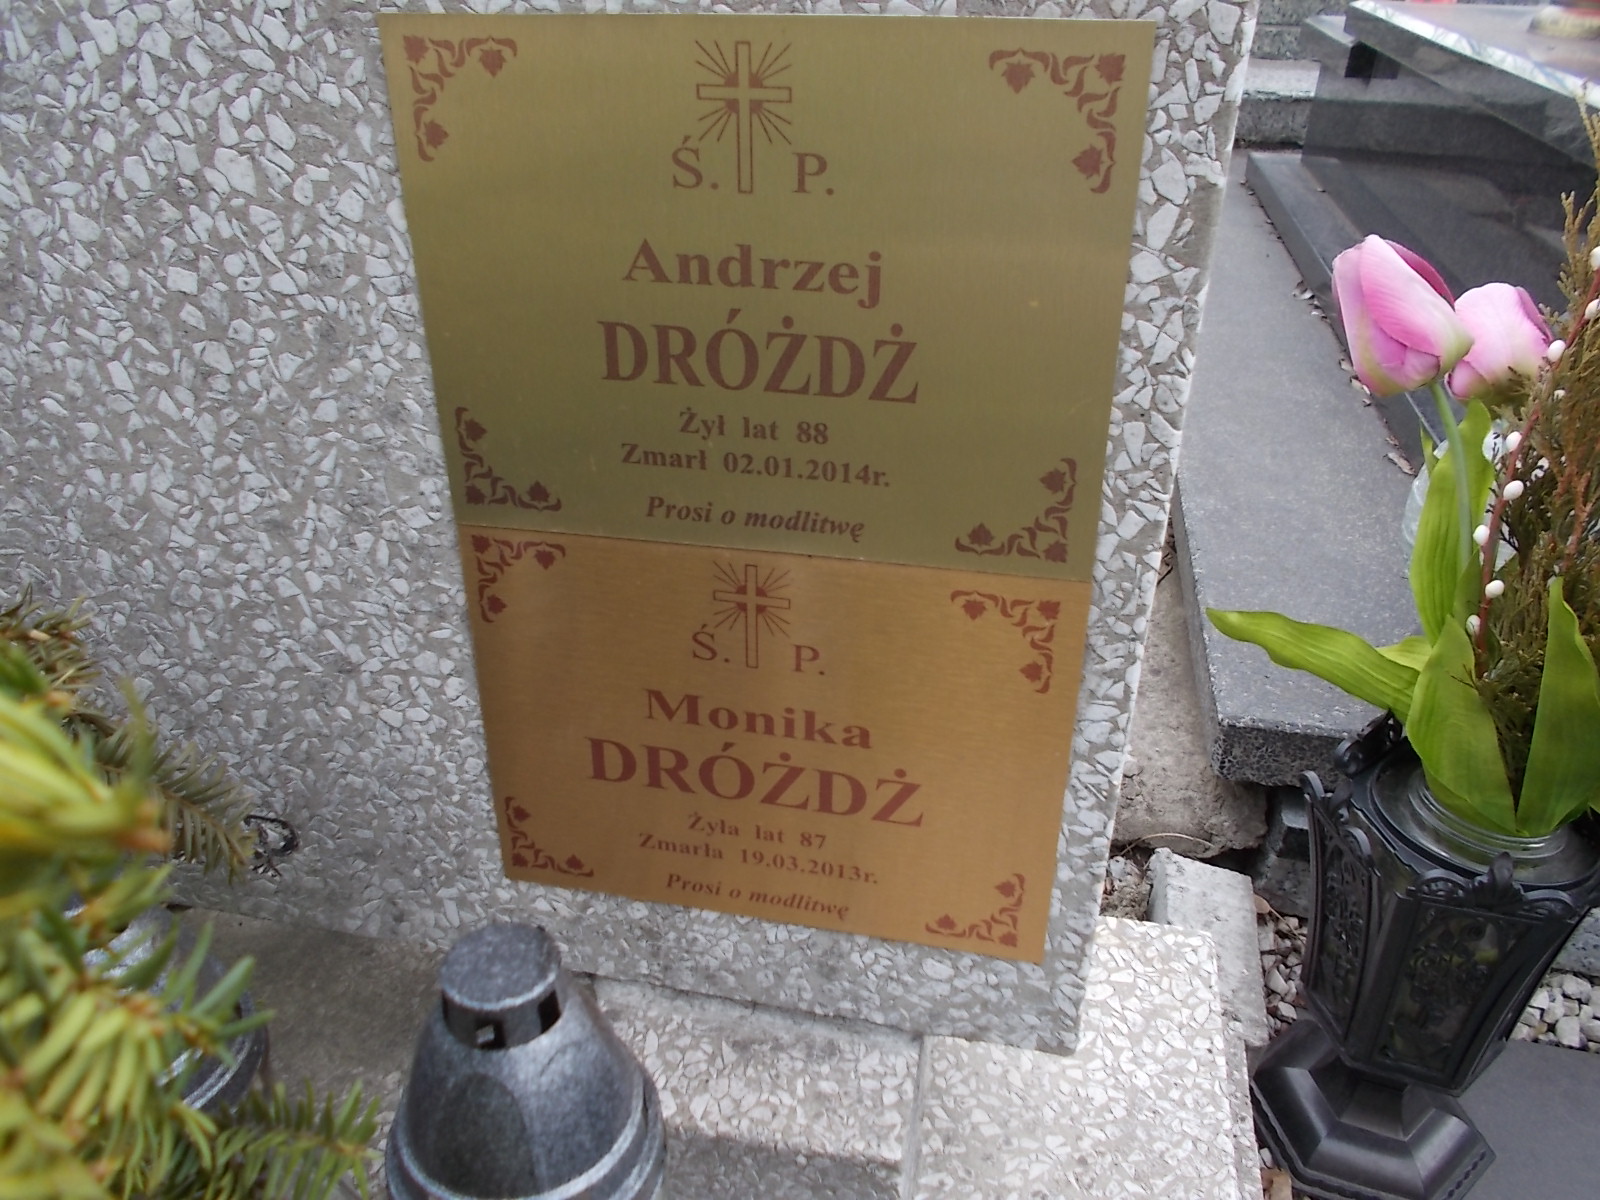 Ś. P.
Andrzej
DRÓŻDŻ
Żył lat 88
Zmarł 02.01.2014r.
Prosi o modlitwę
Ś. P.
Monika
DRÓŻDŻ
Żyła lat 87
Zmarła 19.03.2013r.
Prosi o modlitwę